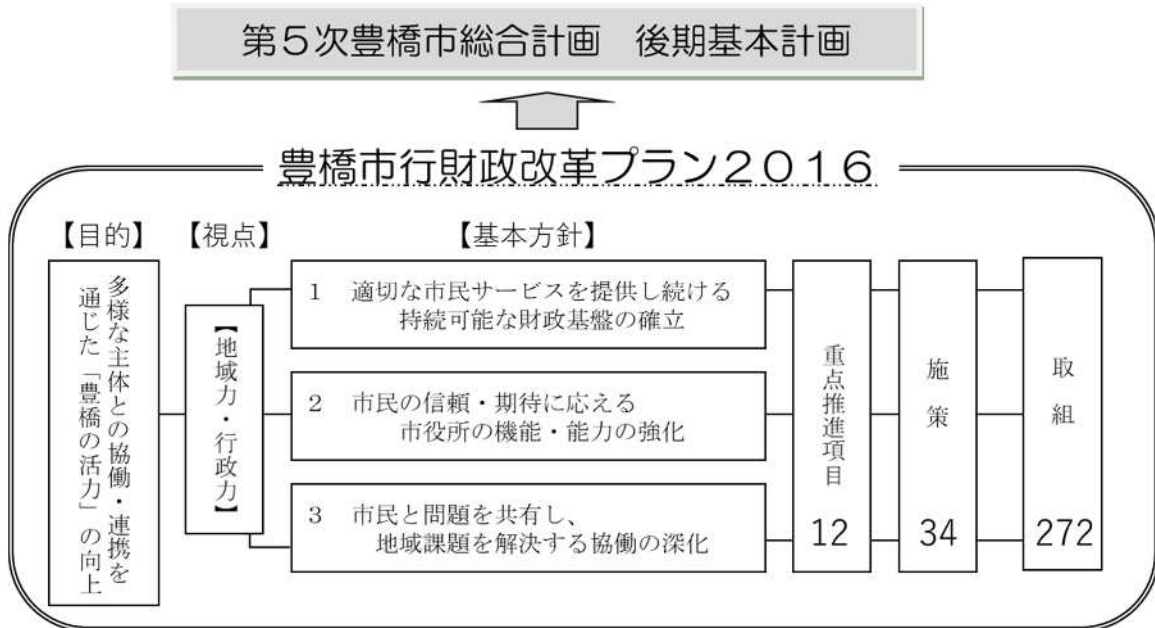 第5次豊橋市総合計画　後期基本計画
豊橋市行財政改革プラン2016
【目的】
【視点】
【基本方針】
多様な主体との協働・連携を
通じた「豊橋の活力」の向上
【地域力・行政力】
1　適切な市民サービスを提供し続ける
持続可能な財政基盤の確立
2　市民の信頼・期待に応える
市役所の機能・能力の強化
3　市民と問題を共有し、
地域課題を解決する協働の深化
重点推進項目
12
施策
34
取組
272